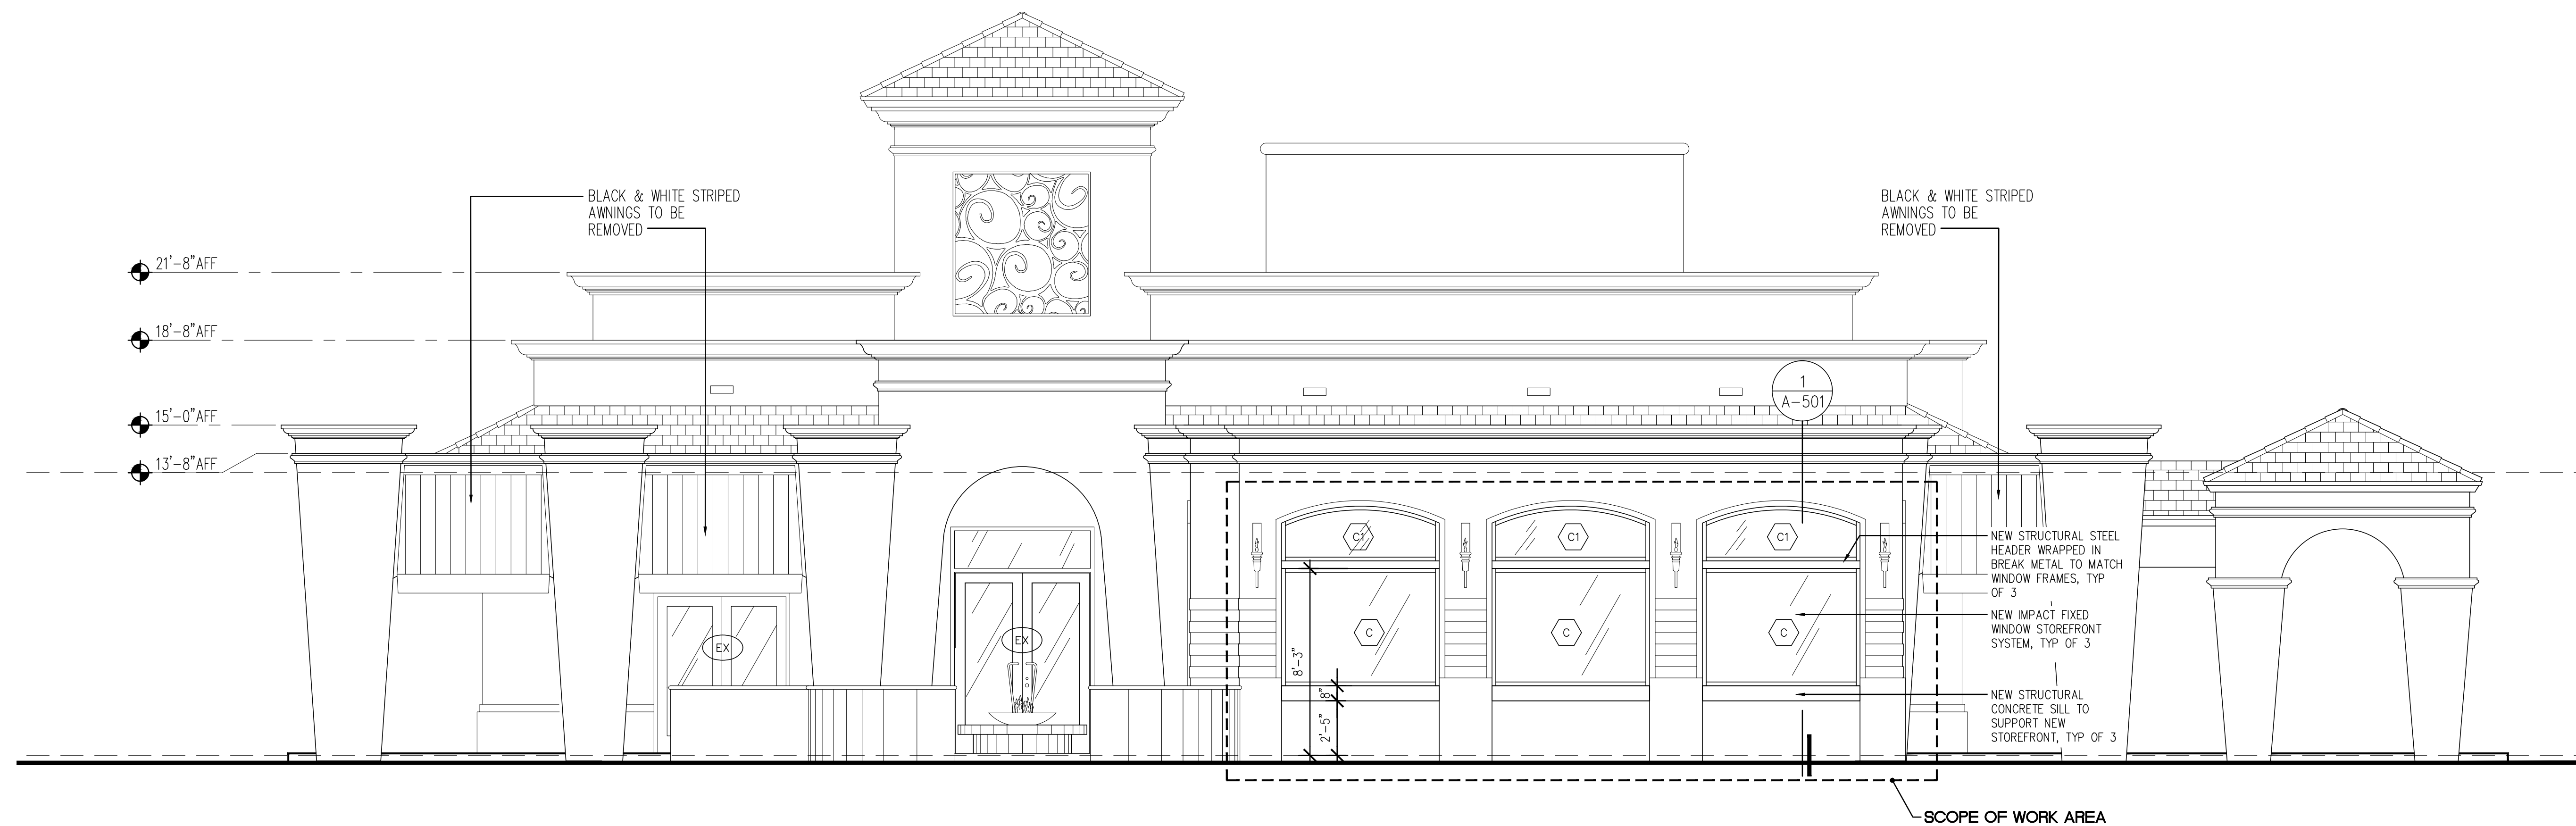 BLACK & WHITE STRIPED
AWNINGS TO BE
REMOVED
BLACK & WHITE STRIPED
AWNINGS TO BE
REMOVED
21'-8"AFF
18'-8"AFF
15'-0"AFF
13'-8"AFF
1
A-501
C1
C1
C1
NEW STRUCTURAL STEEL
HEADER WRAPPED IN
BREAK METAL TO MATCH
WINDOW FRAMES, TYP
OF 3
NEW IMPACT FIXED
WINDOW STOREFRONT
SYSTEM, TYP OF 3
EX
EX
C
C
C
8'-3"
8"
2'-5"
NEW STRUCTURAL
CONCRETE SILL TO
SUPPORT NEW
STOREFRONT, TYP OF 3
SCOPE OF WORK AREA